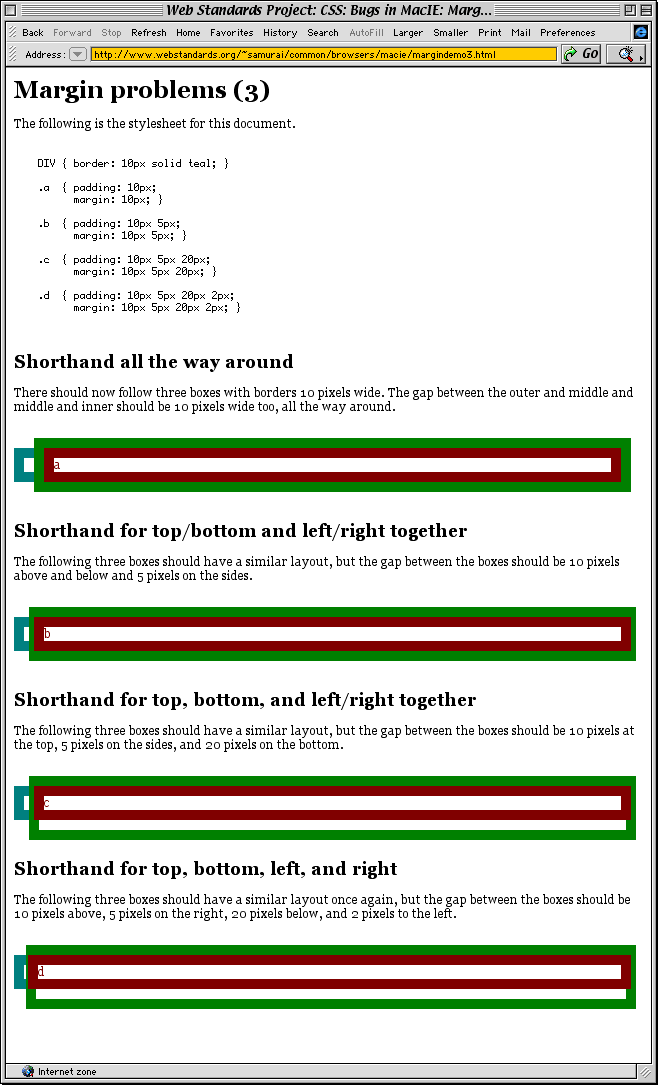 Web Standards Project: CSS: Bugs in MacIE: Marg...
Back Forward Stop Refresh Home Favorites History Search AutoFill Larger Smaller Print Mail Preferences
Address: http://www.webstandards.org/~samurai/common/browsers/macie/margindemo3.html Go
Margin problems (3)
The following is the stylesheet for this document.
DIV { border: 10px solid teal; }
.a { padding: 10px;
margin: 10px; }
.b { padding: 10px 5px;
margin: 10px 5px; }
.c { padding: 10px 5px 20px;
margin: 10px 5px 20px; }
.d { padding: 10px 5px 20px 2px;
margin: 10px 5px 20px 2px; }
Shorthand all the way around
There should now follow three boxes with borders 10 pixels wide. The gap between the outer and middle and
middle and inner should be 10 pixels wide too, all the way around.
a
Shorthand for top/bottom and left/right together
The following three boxes should have a similar layout, but the gap between the boxes should be 10 pixels
above and below and 5 pixels on the sides.
b
Shorthand for top, bottom, and left/right together
The following three boxes should have a similar layout, but the gap between the boxes should be 10 pixels at
the top, 5 pixels on the sides, and 20 pixels on the bottom.
c
Shorthand for top, bottom, left, and right
The following three boxes should have a similar layout once again, but the gap between the boxes should be
10 pixels above, 5 pixels on the right, 20 pixels below, and 2 pixels to the left.
d
Internet zone